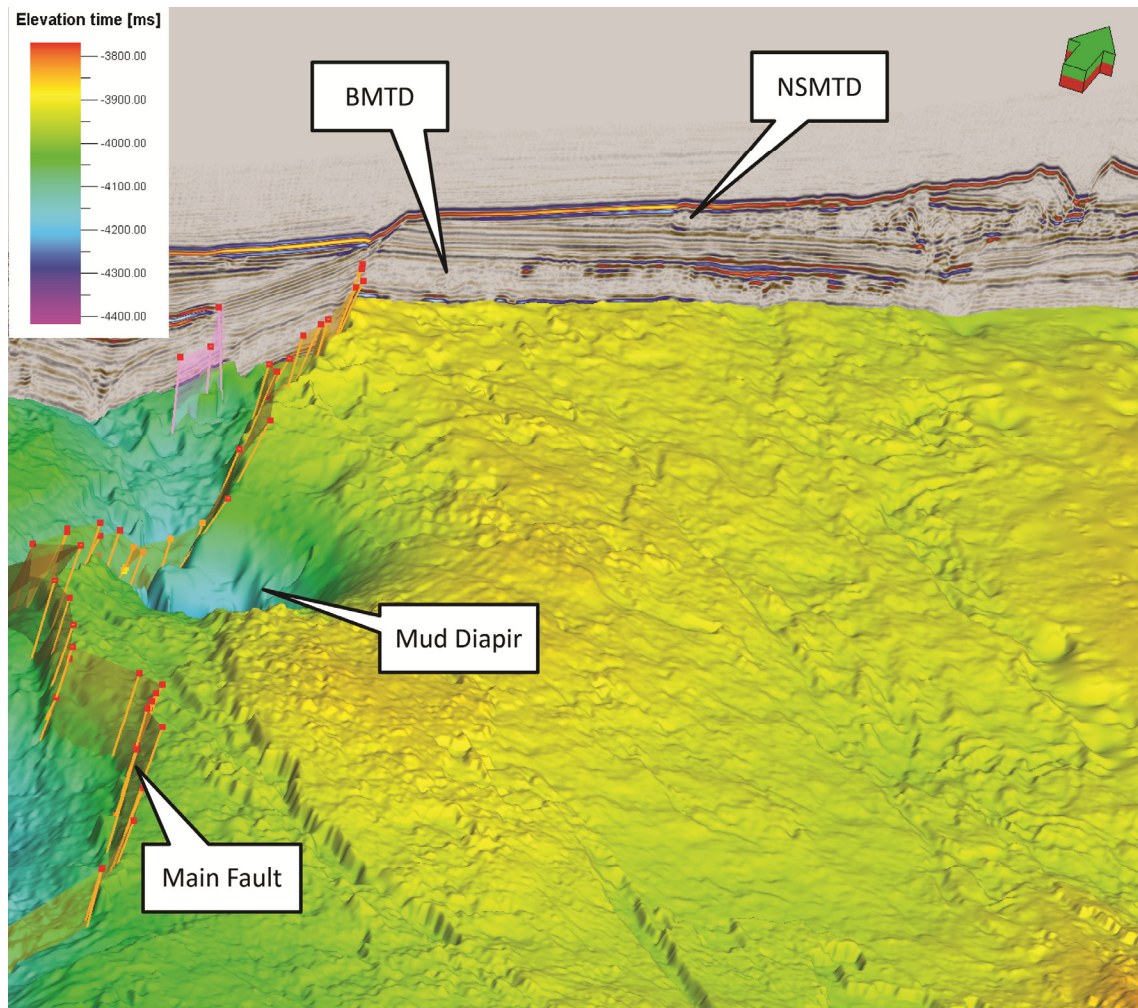 Elevation time [ms]
-3800.00
-3900.00
-4000.00
-4100.00
-4200.00
-4300.00
-4400.00
BMTD
NSMTD
Mud Diapir
Main Fault